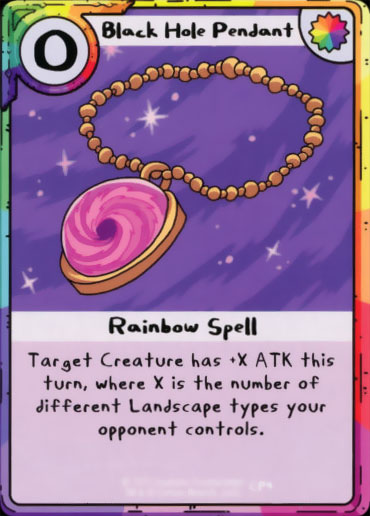 0
Black Hole Pendant
Rainbow Spell
Target Creature has +X ATK this
turn, where X is the number of
different Landscape types your
opponent controls.